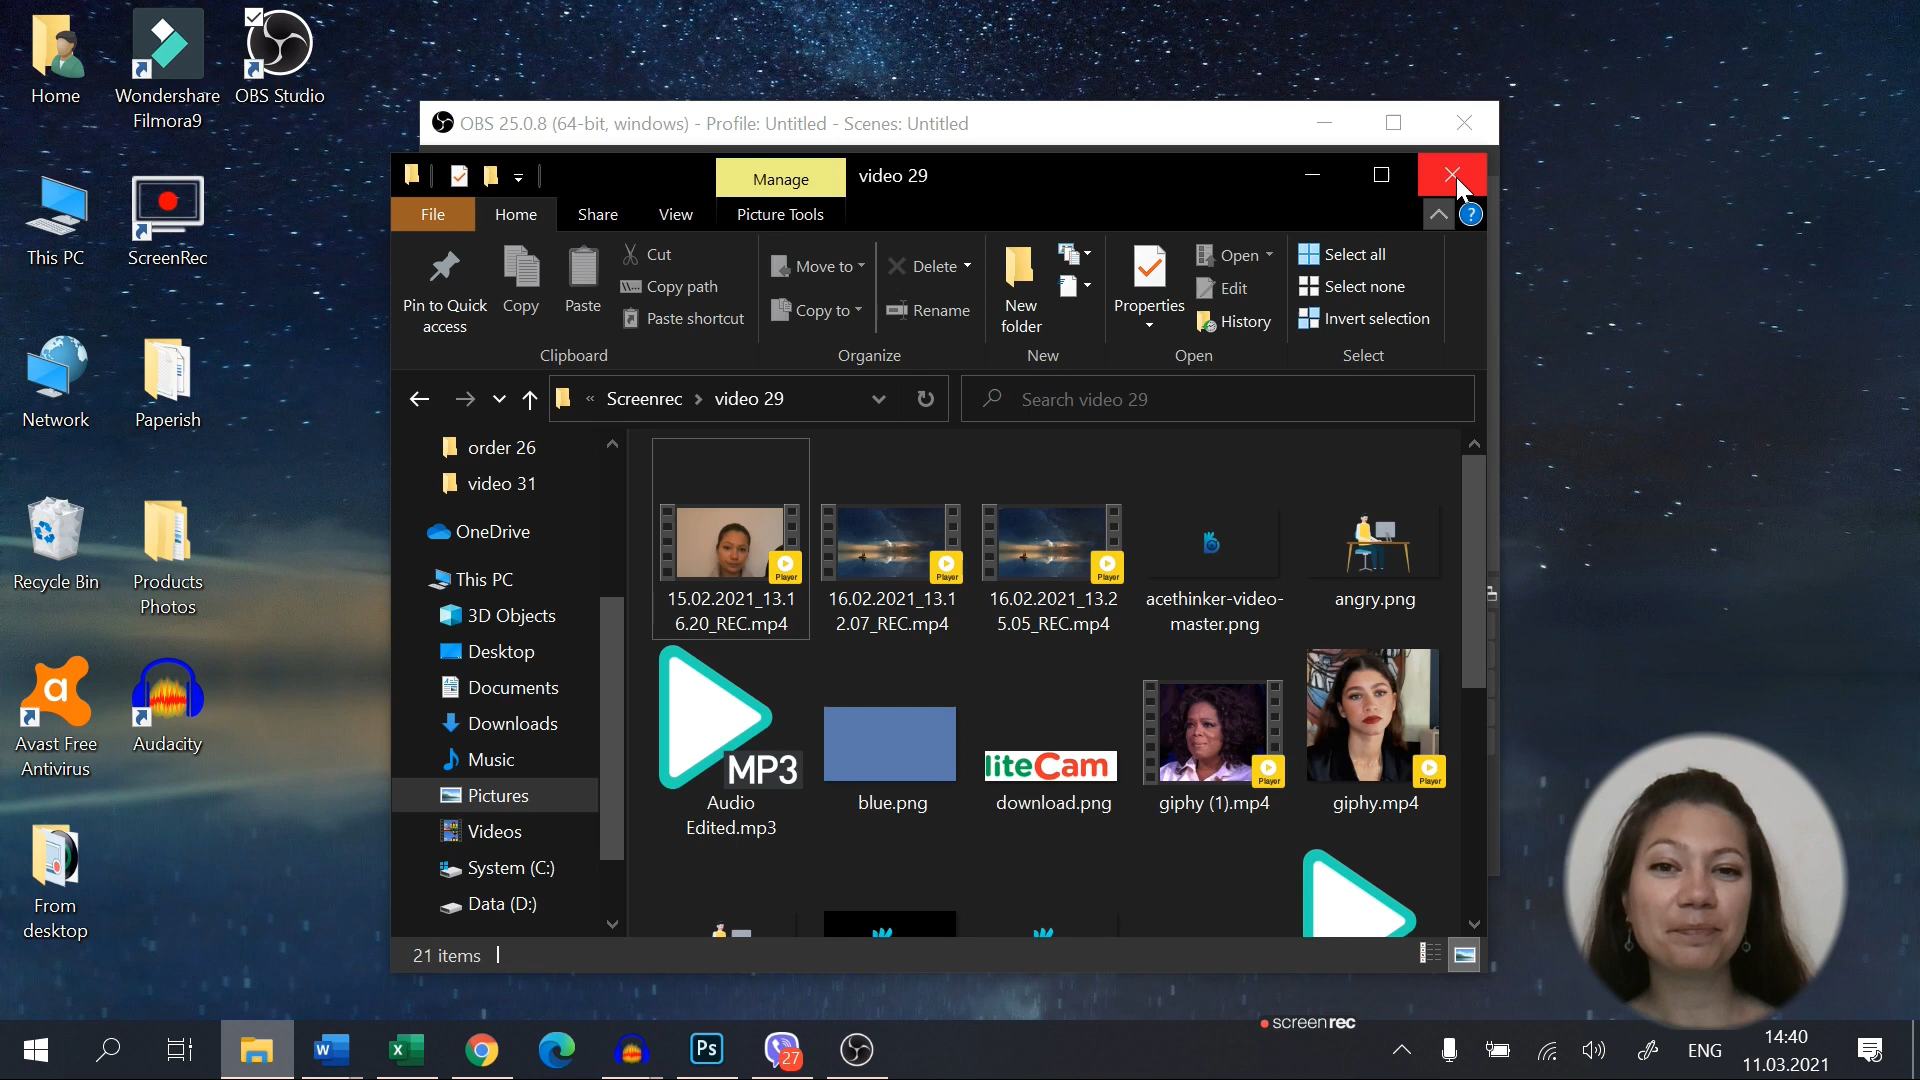 Home
Wondershare
Filmora9
OBS Studio
This PC
ScreenRec
Network
Paperish
Recycle Bin
Products
Photos
Avast Free
Antivirus
Audacity
From
desktop
OBS 25.0.8 (64-bit, windows) - Profile: Untitled - Scenes: Untitled
Manage
video 29
File
Home
Share
View
Picture Tools
?
Pin to Quick
access
Copy
Paste
Cut
Copy path
Paste shortcut
Clipboard
Move to
Copy to
Delete
Rename
Organize
New
folder
New
Properties
Open
Edit
History
Open
Select all
Select none
Invert selection
Select
« Screenrec > video 29
Search video 29
order 26
video 31
OneDrive
This PC
3D Objects
Desktop
Documents
Downloads
Music
Pictures
Videos
System (C:)
Data (D:)
Player
15.02.2021_13.1
6.20_REC.mp4
Player
16.02.2021_13.1
2.07_REC.mp4
Player
16.02.2021_13.2
5.05_REC.mp4
acethinker-video-
master.png
angry.png
MP3
Audio
Edited.mp3
blue.png
liteCam
download.png
Player
giphy (1).mp4
Player
giphy.mp4
21 items
screenrec
W
X
Ps
27
ENG
14:40
11.03.2021